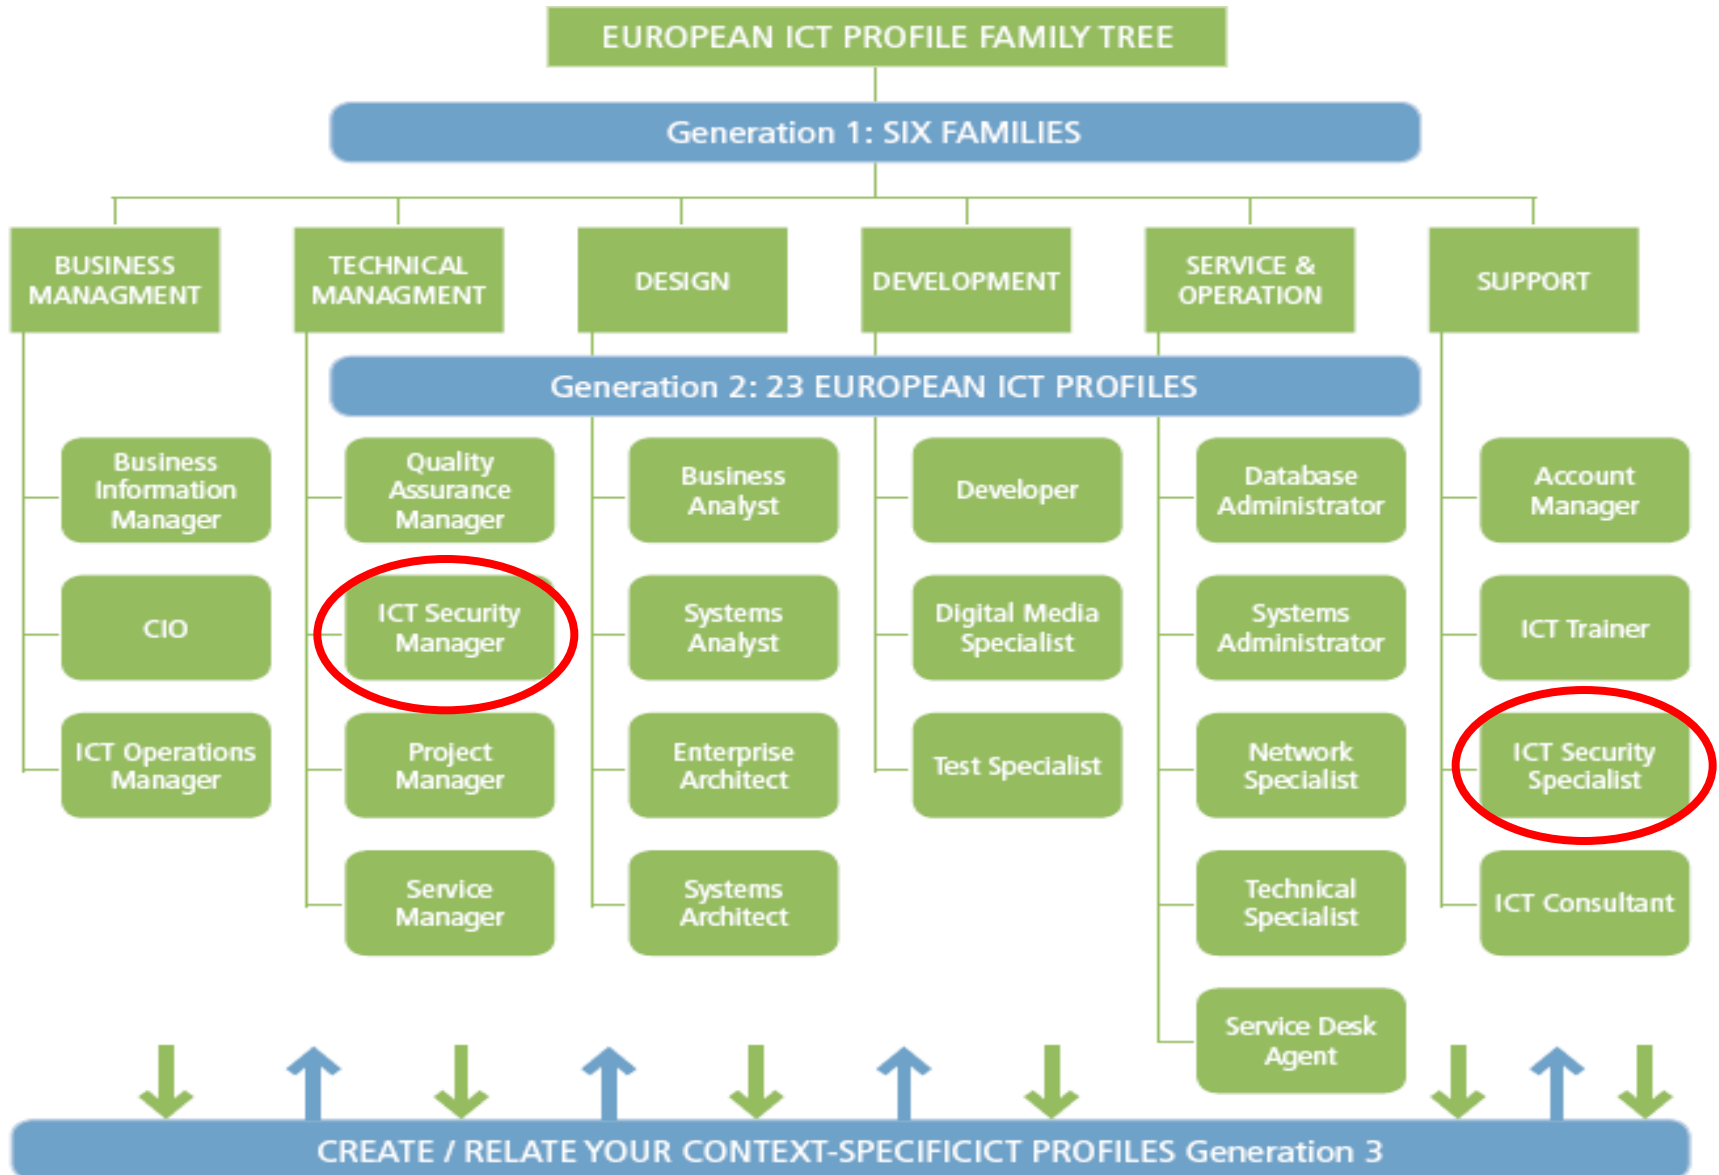 EUROPEAN ICT PROFILE FAMILY TREE
Generation 1: SIX FAMILIES
BUSINESS
MANAGMENT
TECHNICAL
MANAGMENT
DESIGN
DEVELOPMENT
SERVICE &
OPERATION
SUPPORT
Generation 2: 23 EUROPEAN ICT PROFILES
Business
Information
Manager
CIO
ICT Operations
Manager
Quality
Assurance
Manager
ICT Security
Manager
Project
Manager
Service
Manager
Business
Analyst
Systems
Analyst
Enterprise
Architect
Systems
Architect
Developer
Digital Media
Specialist
Test Specialist
Database
Administrator
Systems
Administrator
Network
Specialist
Technical
Specialist
Service Desk
Agent
Account
Manager
ICT Trainer
ICT Security
Specialist
ICT Consultant
CREATE / RELATE YOUR CONTEXT-SPECIFICICT PROFILES Generation 3